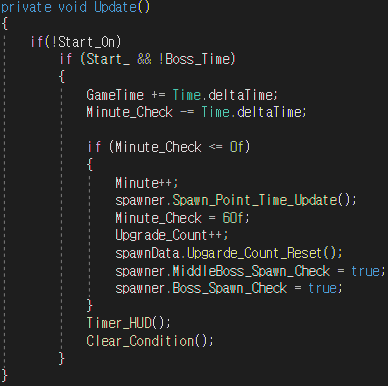 private void Update()
{
if(!Start_On)
if (Start_ && !Boss_Time)
{
GameTime += Time.deltaTime;
Minute_Check -= Time.deltaTime;
if (Minute_Check <= 0f)
{
Minute++;
spawner.Spawn_Point_Time_Update();
Minute_Check = 60f;
Upgrade_Count++;
spawnData.Upgarde_Count_Reset();
spawner.MiddleBoss_Spawn_Check = true;
spawner.Boss_Spawn_Check = true;
}
Timer_HUD();
Clear_Condition();
}
}